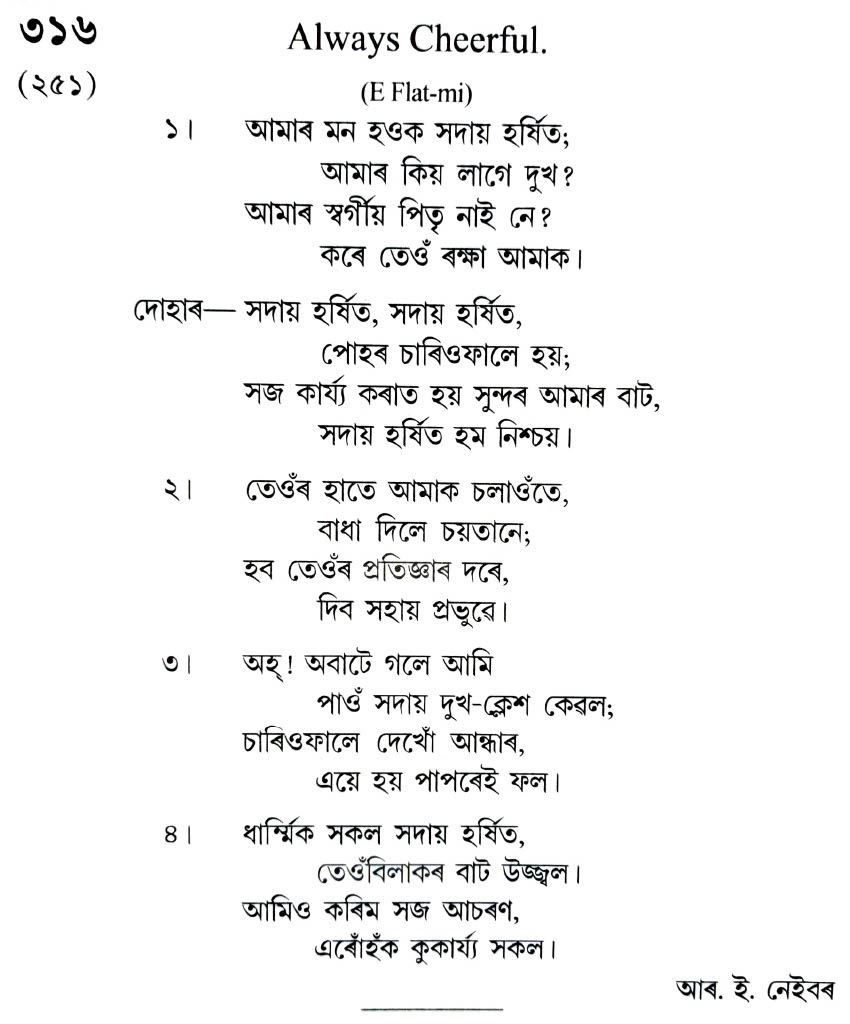 ৩১৬
Always Cheerful.
(২৫১)
(E Flat-mi)
১। আমাৰ মন হওক সদায় হৰ্ষিত;
আমাৰ কিয় লাগে দুখ?
আমাৰ স্বৰ্গীয় পিতৃ নাই নে?
কৰে তেওঁ ৰক্ষা আমাক।
দোহাৰ— সদায় হৰ্ষিত, সদায় হৰ্ষিত,
পোহৰ চাৰিওফালে হয়;
সজ কাৰ্য্য কৰাত হয় সুন্দৰ আমাৰ বাট,
সদায় হৰ্ষিত হম নিশ্চয়।
২। তেওঁৰ হাতে আমাক চলাওঁতে,
বাধা দিলে চয়তানে;
হব তেওঁৰ প্ৰতিজ্ঞাৰ দৰে,
দিব সহায় প্ৰভুৱে।
৩। অহ্! অবাটে গলে আমি
পাওঁ সদায় দুখ-ক্লেশ কেৱল;
চাৰিওফালে দেখোঁ আন্ধাৰ,
এয়ে হয় পাপৰেই ফল।
৪। ধাৰ্ম্মিক সকল সদায় হৰ্ষিত,
তেওঁবিলাকৰ বাট উজ্জ্বল।
আমিও কৰিম সজ আচৰণ,
এৰোঁহঁক কুকাৰ্য্য সকল।
আৰ. ই. নেইবৰ